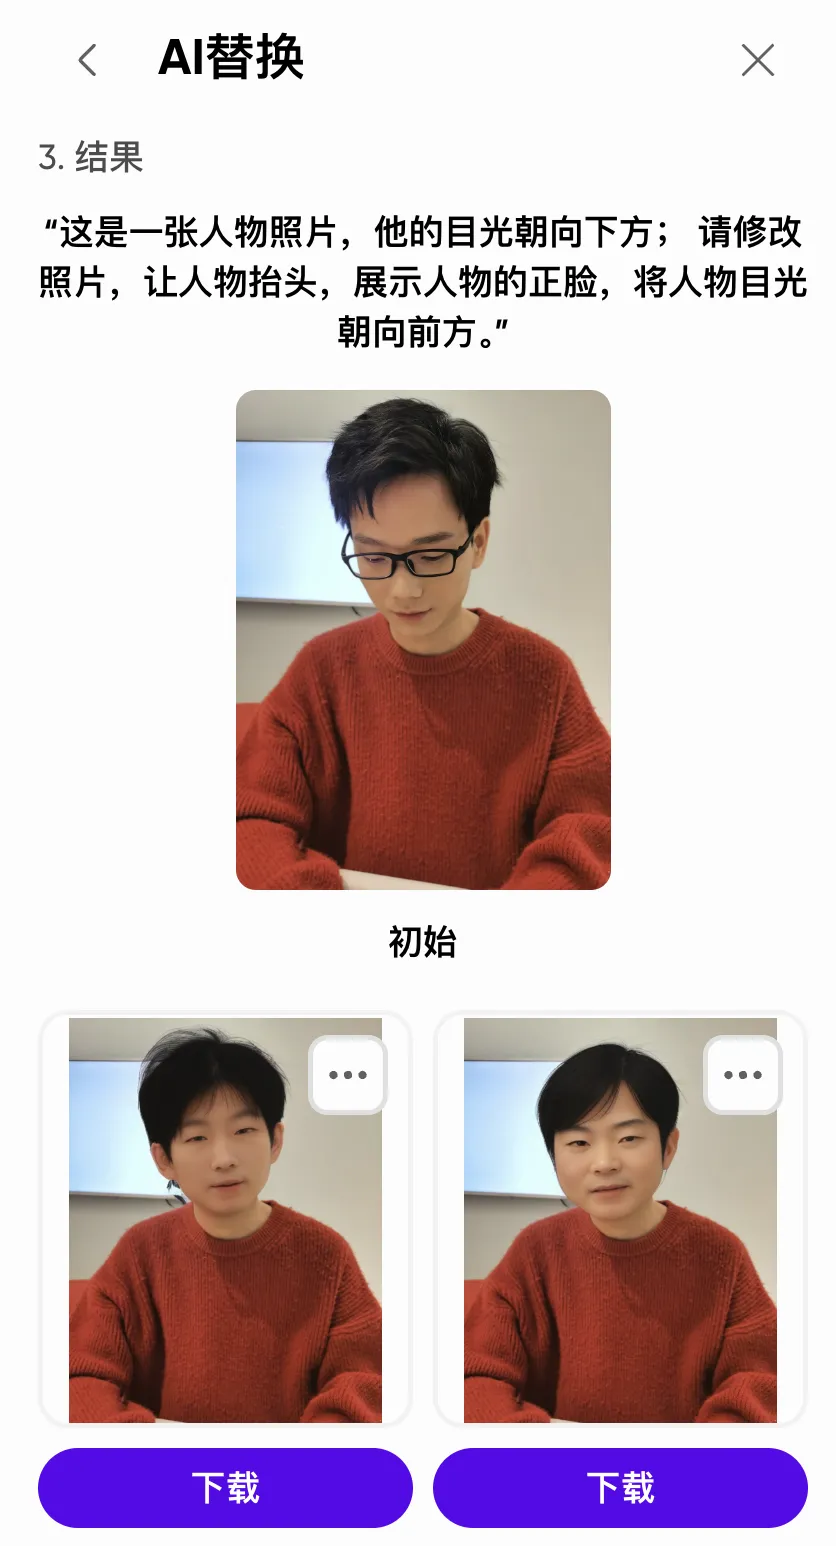 AI替换
3. 结果
“这是一张人物照片，他的目光朝向下方； 请修改
照片，让人物抬头，展示人物的正脸，将人物目光
朝向前方。”
初始
下载
下载